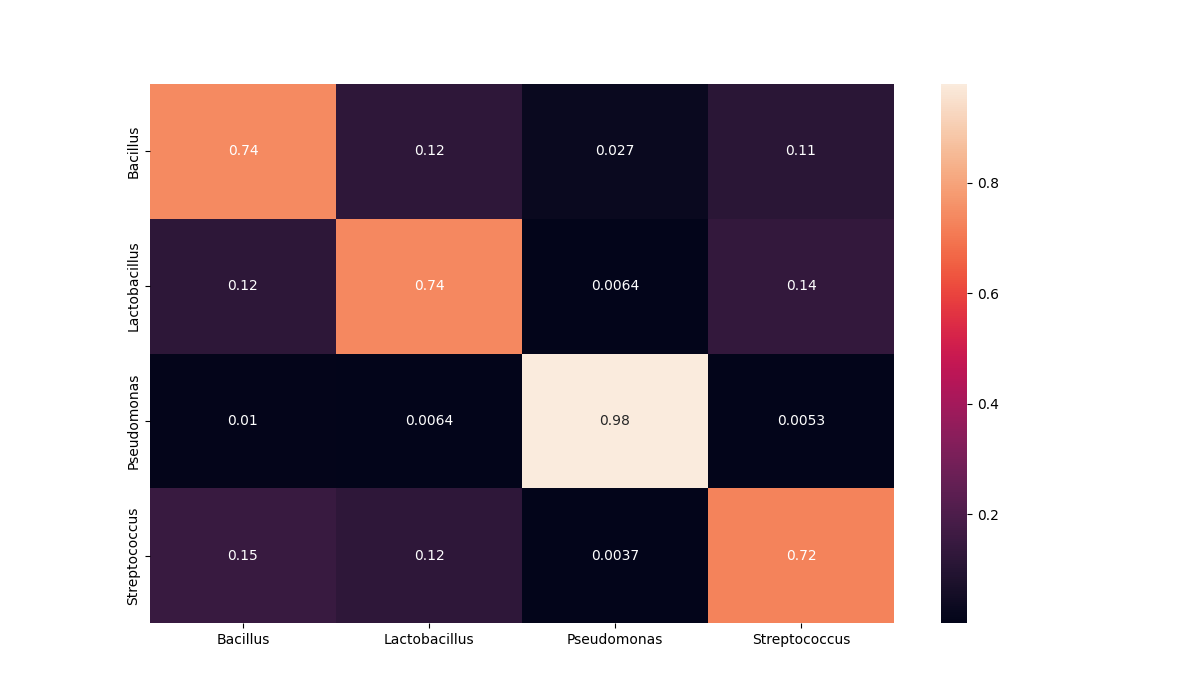 Bacillus 0.74 0.12 0.027 0.11
Lactobacillus 0.12 0.74 0.0064 0.14
Pseudomonas 0.01 0.0064 0.98 0.0053
Streptococcus 0.15 0.12 0.0037 0.72
Bacillus Lactobacillus Pseudomonas Streptococcus
0.8
0.6
0.4
0.2